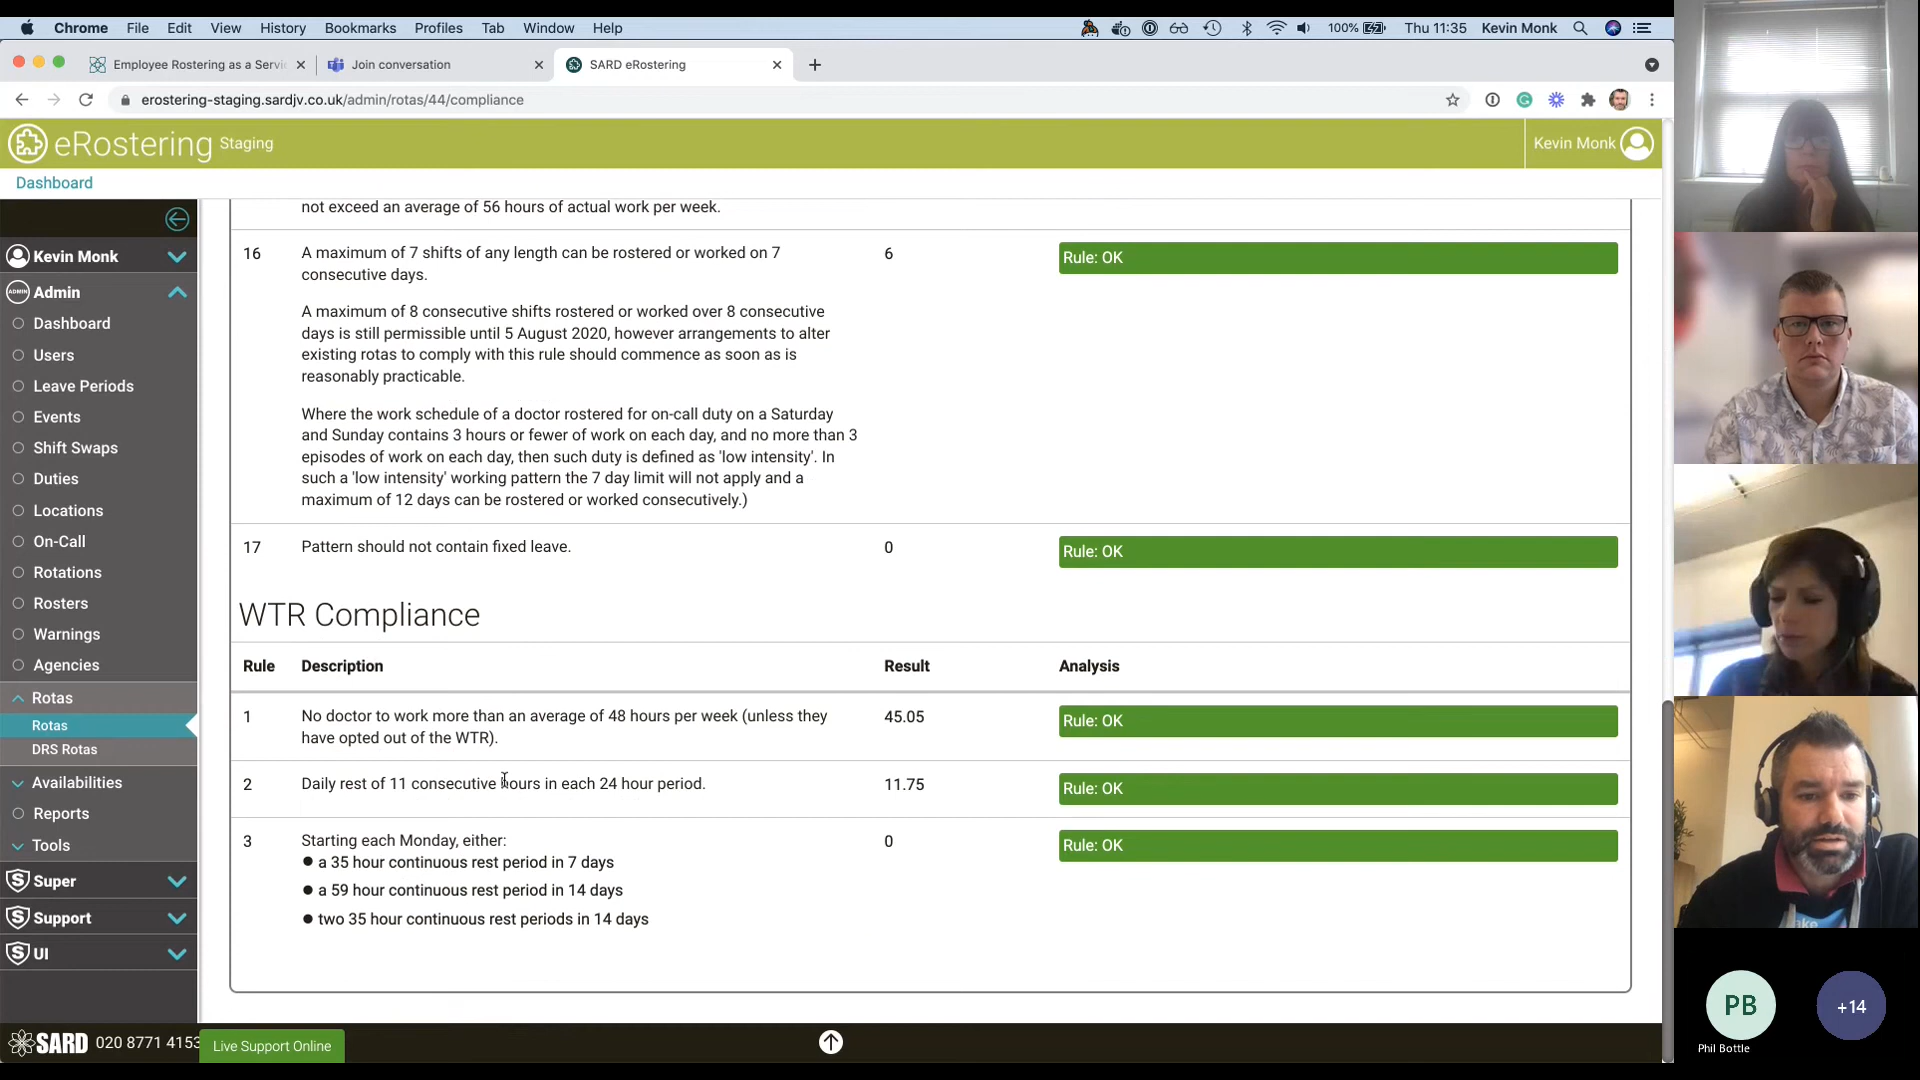 Chrome File Edit View History Bookmarks Profiles Tab Window Help 100% Thu 11:35 Kevin Monk
Employee Rostering as a Servi Join conversation SARD eRostering
erostering-staging.sardjv.co.uk/admin/rotas/44/compliance
eRostering Staging Kevin Monk
Dashboard
Kevin Monk
ADMIN Admin
Dashboard
Users
Leave Periods
Events
Shift Swaps
Duties
Locations
On-Call
Rotations
Rosters
Warnings
Agencies
Rotas
Rotas
DRS Rotas
Availabilities
Reports
Tools
Super
Support
UI
not exceed an average of 56 hours of actual work per week.
16 A maximum of 7 shifts of any length can be rostered or worked on 7 6 Rule: OK
consecutive days.
A maximum of 8 consecutive shifts rostered or worked over 8 consecutive
days is still permissible until 5 August 2020, however arrangements to alter
existing rotas to comply with this rule should commence as soon as is
reasonably practicable.
Where the work schedule of a doctor rostered for on-call duty on a Saturday
and Sunday contains 3 hours or fewer of work on each day, and no more than 3
episodes of work on each day, then such duty is defined as 'low intensity'. In
such a 'low intensity' working pattern the 7 day limit will not apply and a
maximum of 12 days can be rostered or worked consecutively.)
17 Pattern should not contain fixed leave. 0 Rule: OK
WTR Compliance
Rule Description Result Analysis
1 No doctor to work more than an average of 48 hours per week (unless they 45.05 Rule: OK
have opted out of the WTR).
2 Daily rest of 11 consecutive hours in each 24 hour period. 11.75 Rule: OK
3 Starting each Monday, either: 0 Rule: OK
● a 35 hour continuous rest period in 7 days
● a 59 hour continuous rest period in 14 days
● two 35 hour continuous rest periods in 14 days
SARD 020 8771 4153 Live Support Online
PB
Phil Bottle
+14